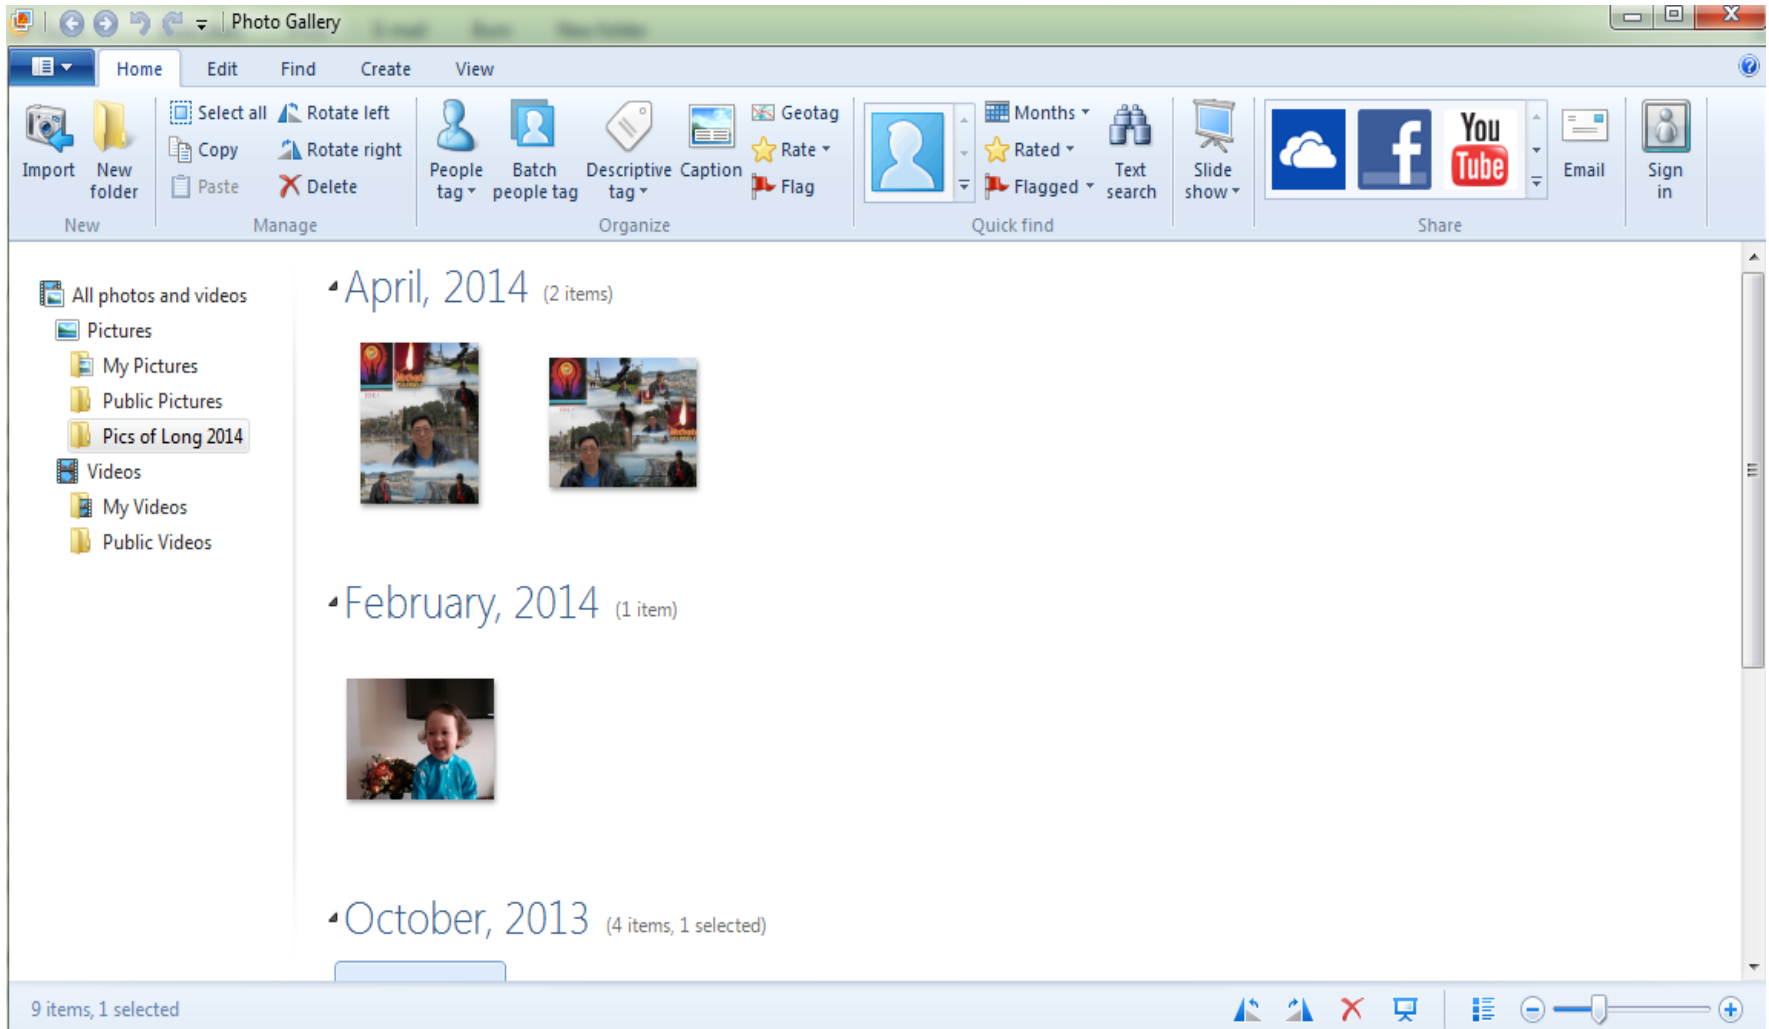 Photo Gallery
Home Edit Find Create View
Import
New folder
New
Select all
Copy
Paste
Rotate left
Rotate right
Delete
Manage
People tag
Batch people tag
Descriptive tag
Caption
Geotag
Rate
Flag
Organize
Months
Rated
Flagged
Text search
Quick find
Slide show
f
You
Tube
Share
Email
Sign in
All photos and videos
Pictures
My Pictures
Public Pictures
Pics of Long 2014
Videos
My Videos
Public Videos
April, 2014 (2 items)
February, 2014 (1 item)
October, 2013 (4 items, 1 selected)
9 items, 1 selected